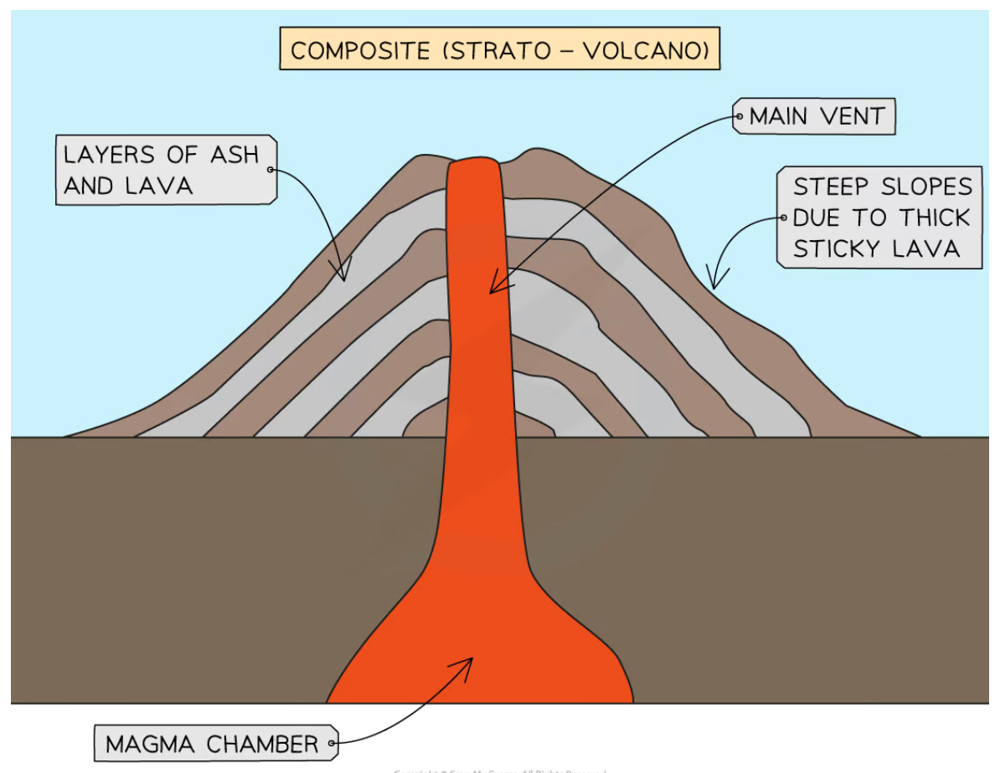 COMPOSITE (STRATO – VOLCANO)
MAIN VENT
LAYERS OF ASH
AND LAVA
STEEP SLOPES
DUE TO THICK
STICKY LAVA
MAGMA CHAMBER